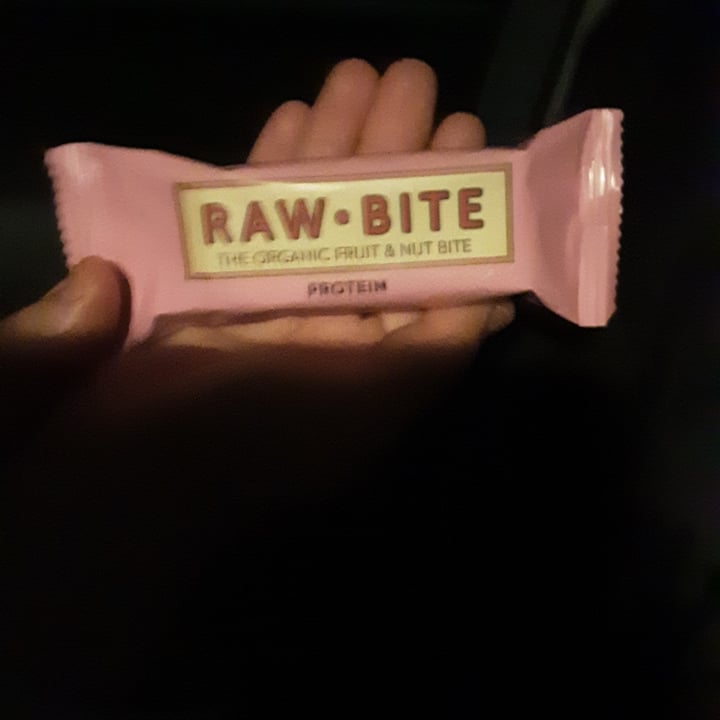 RAW•BITE
THE ORGANIC FRUIT & NUT BITE
PROTEIN